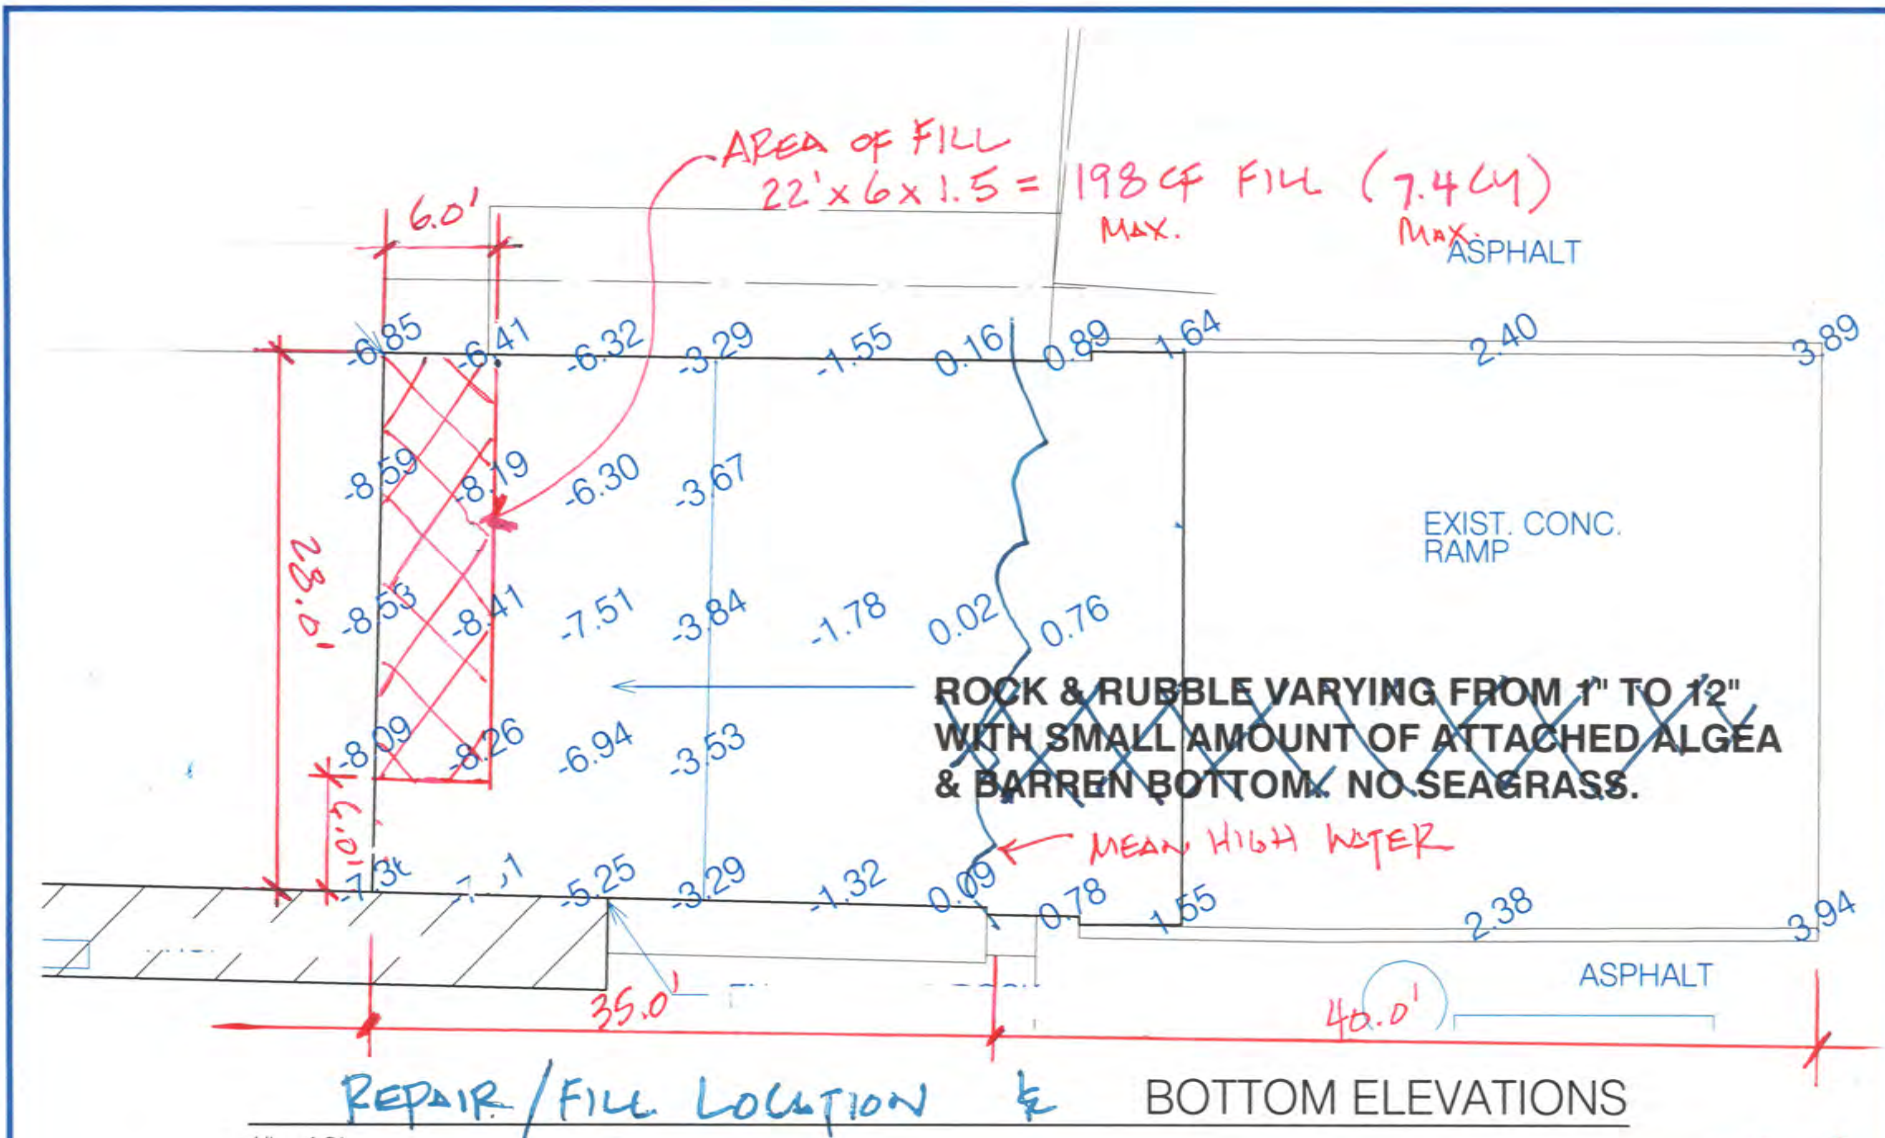 AREA OF FILL
22' x 6 x 1.5 = 198 CF FILL (7.4 CY)
MAX. MAX.
6.0'
ASPHALT
-6.85 -6.41 -6.32 -3.29 -1.55 0.16 0.89 1.64 2.40 3.89
-8.59 -8.19 -6.30 -3.67
EXIST. CONC.
RAMP
28.0'
-8.53 -8.41 -7.51 -3.84 -1.78 0.02 0.76
ROCK & RUBBLE VARYING FROM 1" TO 12"
WITH SMALL AMOUNT OF ATTACHED ALGEA
& BARREN BOTTOM. NO SEAGRASS.
-8.09 -8.26 -6.94 -3.53
6.0'
MEAN HIGH WATER
-5.25 -3.29 -1.32 0.09 0.78 1.55 2.38 3.94
ASPHALT
35.0' 40.0'
REPAIR / FILL LOCATION & BOTTOM ELEVATIONS